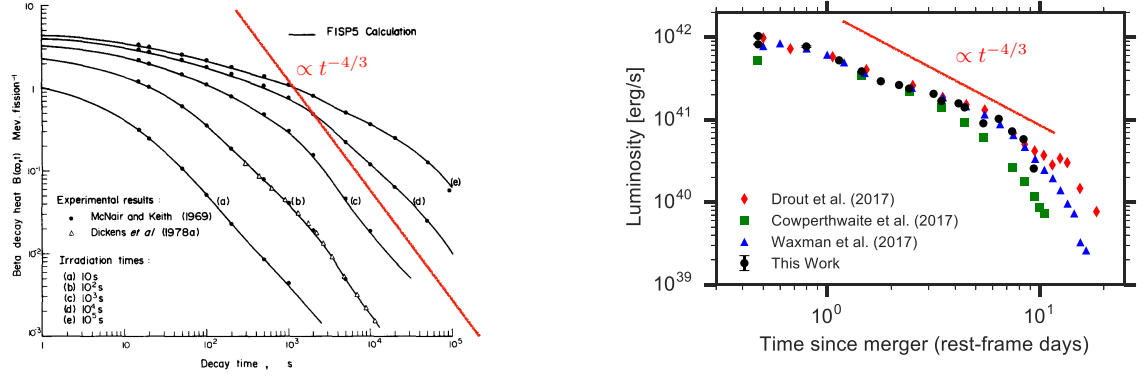 Beta decay heat B(∞,t) Mev. fission⁻¹
10
1
10⁻¹
10⁻²
10⁻³
FISP5 Calculation
∝ t⁻⁴/³
(a)
(b)
(c)
(d)
(e)
Experimental results :
• McNair and Keith (1969)
△ Dickens et al (1978a)
Irradiation times :
(a) 10s
(b) 10² s
(c) 10³ s
(d) 10⁴ s
(e) 10⁵ s
1 10 10² 10³ 10⁴ 10⁵
Decay time , s
Luminosity [erg/s]
10⁴²
10⁴¹
10⁴⁰
10³⁹
∝ t⁻⁴/³
Drout et al. (2017)
Cowperthwaite et al. (2017)
Waxman et al. (2017)
This Work
10⁰ 10¹
Time since merger (rest-frame days)